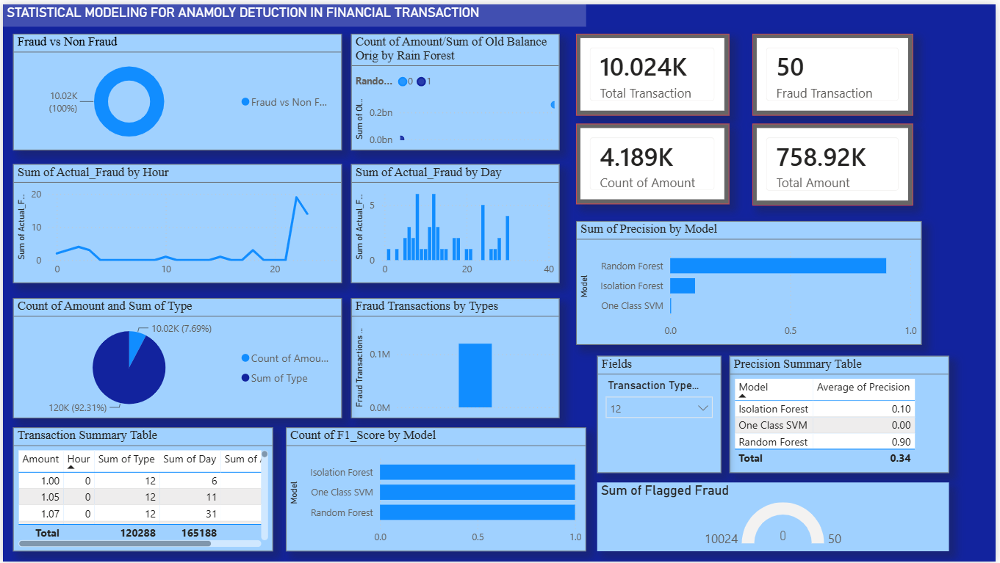 STATISTICAL MODELING FOR ANAMOLY DETUCTION IN FINANCIAL TRANSACTION
Fraud vs Non Fraud
10.02K
(100%)
Fraud vs Non F...
Count of Amount/Sum of Old Balance
Orig by Rain Forest
Rando... 0 1
Sum of Ol...
0.2bn
0.0bn
10.024K
Total Transaction
50
Fraud Transaction
4.189K
Count of Amount
758.92K
Total Amount
Sum of Actual_Fraud by Hour
Sum of Actual_F...
20
10
0
0 10 20
Sum of Actual_Fraud by Day
Sum of Actual_F...
5
0
0 20 40
Sum of Precision by Model
Model
Random Forest
Isolation Forest
One Class SVM
0.0 0.5 1.0
Count of Amount and Sum of Type
10.02K (7.69%)
120K (92.31%)
Count of Amou...
Sum of Type
Fraud Transactions by Types
Fraud Transactions ...
0.1M
0.0M
Fields
Transaction Type...
12
Precision Summary Table
Model Average of Precision
Isolation Forest 0.10
One Class SVM 0.00
Random Forest 0.90
Total 0.34
Transaction Summary Table
Amount Hour Sum of Type Sum of Day Sum of
1.00 0 12 6
1.05 0 12 11
1.07 0 12 31
Total 120288 165188
Count of F1_Score by Model
Model
Isolation Forest
One Class SVM
Random Forest
0.0 0.5 1.0
Sum of Flagged Fraud
10024 0 50